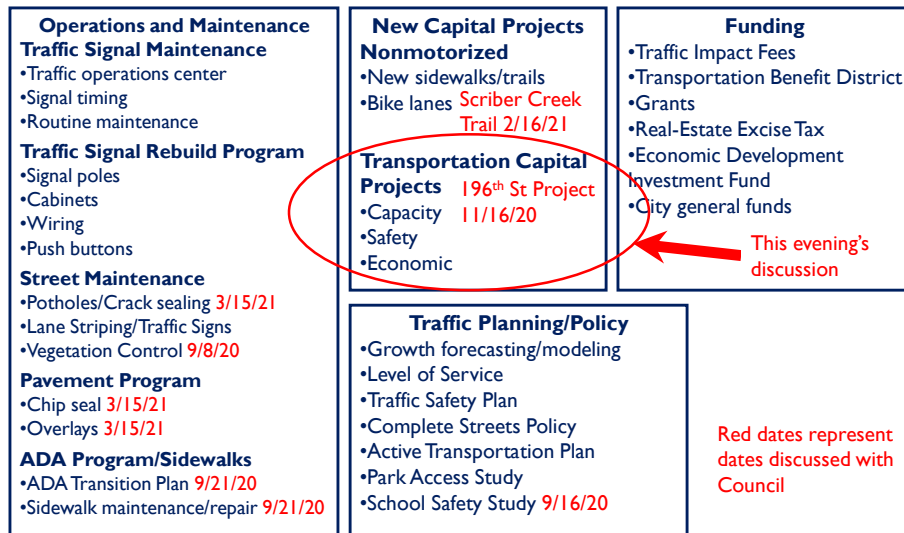 Operations and Maintenance
Traffic Signal Maintenance
•Traffic operations center
•Signal timing
•Routine maintenance
Traffic Signal Rebuild Program
•Signal poles
•Cabinets
•Wiring
•Push buttons
Street Maintenance
•Potholes/Crack sealing 3/15/21
•Lane Striping/Traffic Signs
•Vegetation Control 9/8/20
Pavement Program
•Chip seal 3/15/21
•Overlays 3/15/21
ADA Program/Sidewalks
•ADA Transition Plan 9/21/20
•Sidewalk maintenance/repair 9/21/20
New Capital Projects
Nonmotorized
•New sidewalks/trails
•Bike lanes
Scriber Creek
Trail 2/16/21
Transportation Capital
Projects
196th St Project
11/16/20
•Capacity
•Safety
•Economic
Funding
•Traffic Impact Fees
•Transportation Benefit District
•Grants
•Real-Estate Excise Tax
•Economic Development
Investment Fund
•City general funds
This evening's
discussion
Traffic Planning/Policy
•Growth forecasting/modeling
•Level of Service
•Traffic Safety Plan
•Complete Streets Policy
•Active Transportation Plan
•Park Access Study
•School Safety Study 9/16/20
Red dates represent
dates discussed with
Council